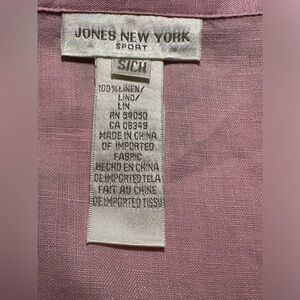 JONES NEW YORK
SPORT
S/CH
100% LINEN/
LINO/
LIN
RN 54050
CA 08349
MADE IN CHINA
OF IMPORTED
FABRIC
HECHO EN CHINA
DE IMPORTED TELA
FAIT AU CHINE
DE IMPORTED TISSU